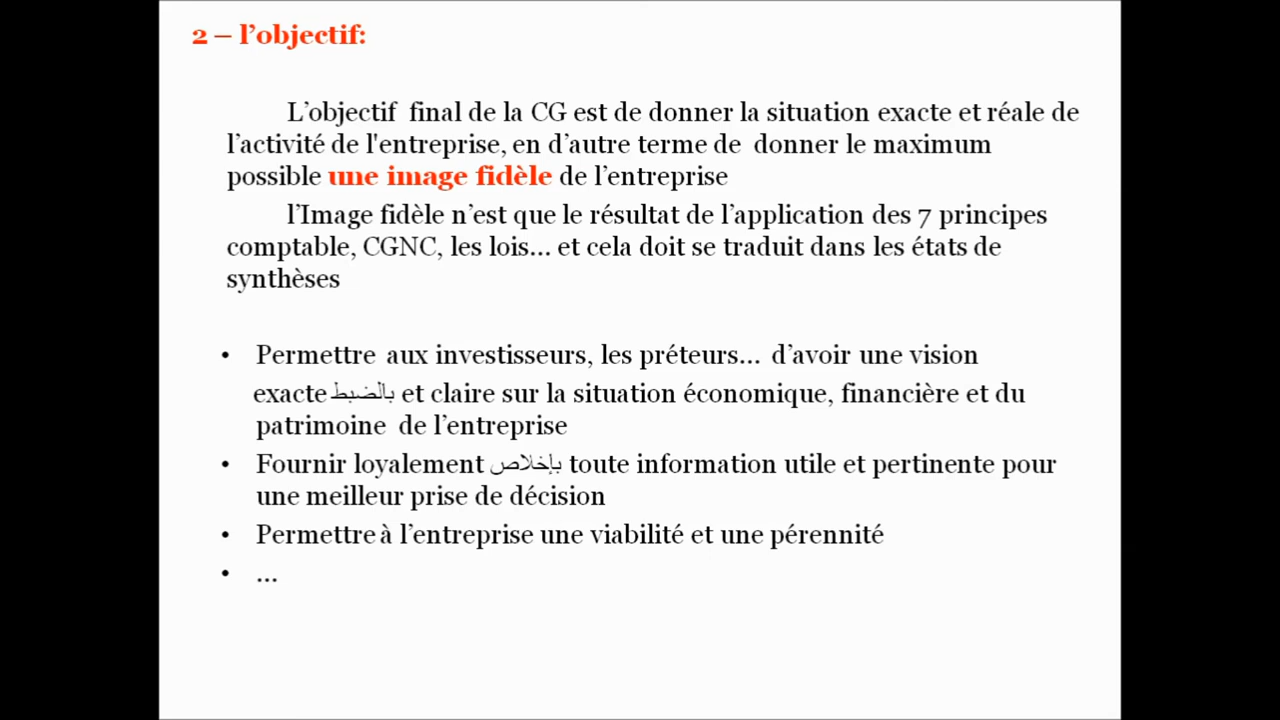 2 – l’objectif:
L’objectif final de la CG est de donner la situation exacte et réale de
l’activité de l'entreprise, en d’autre terme de donner le maximum
possible une image fidèle de l’entreprise
l’Image fidèle n’est que le résultat de l’application des 7 principes
comptable, CGNC, les lois… et cela doit se traduit dans les états de
synthèses
• Permettre aux investisseurs, les préteurs… d’avoir une vision
exacte بالضبط et claire sur la situation économique, financière et du
patrimoine de l’entreprise
• Fournir loyalement بإخلاص toute information utile et pertinente pour
une meilleur prise de décision
• Permettre à l’entreprise une viabilité et une pérennité
• …